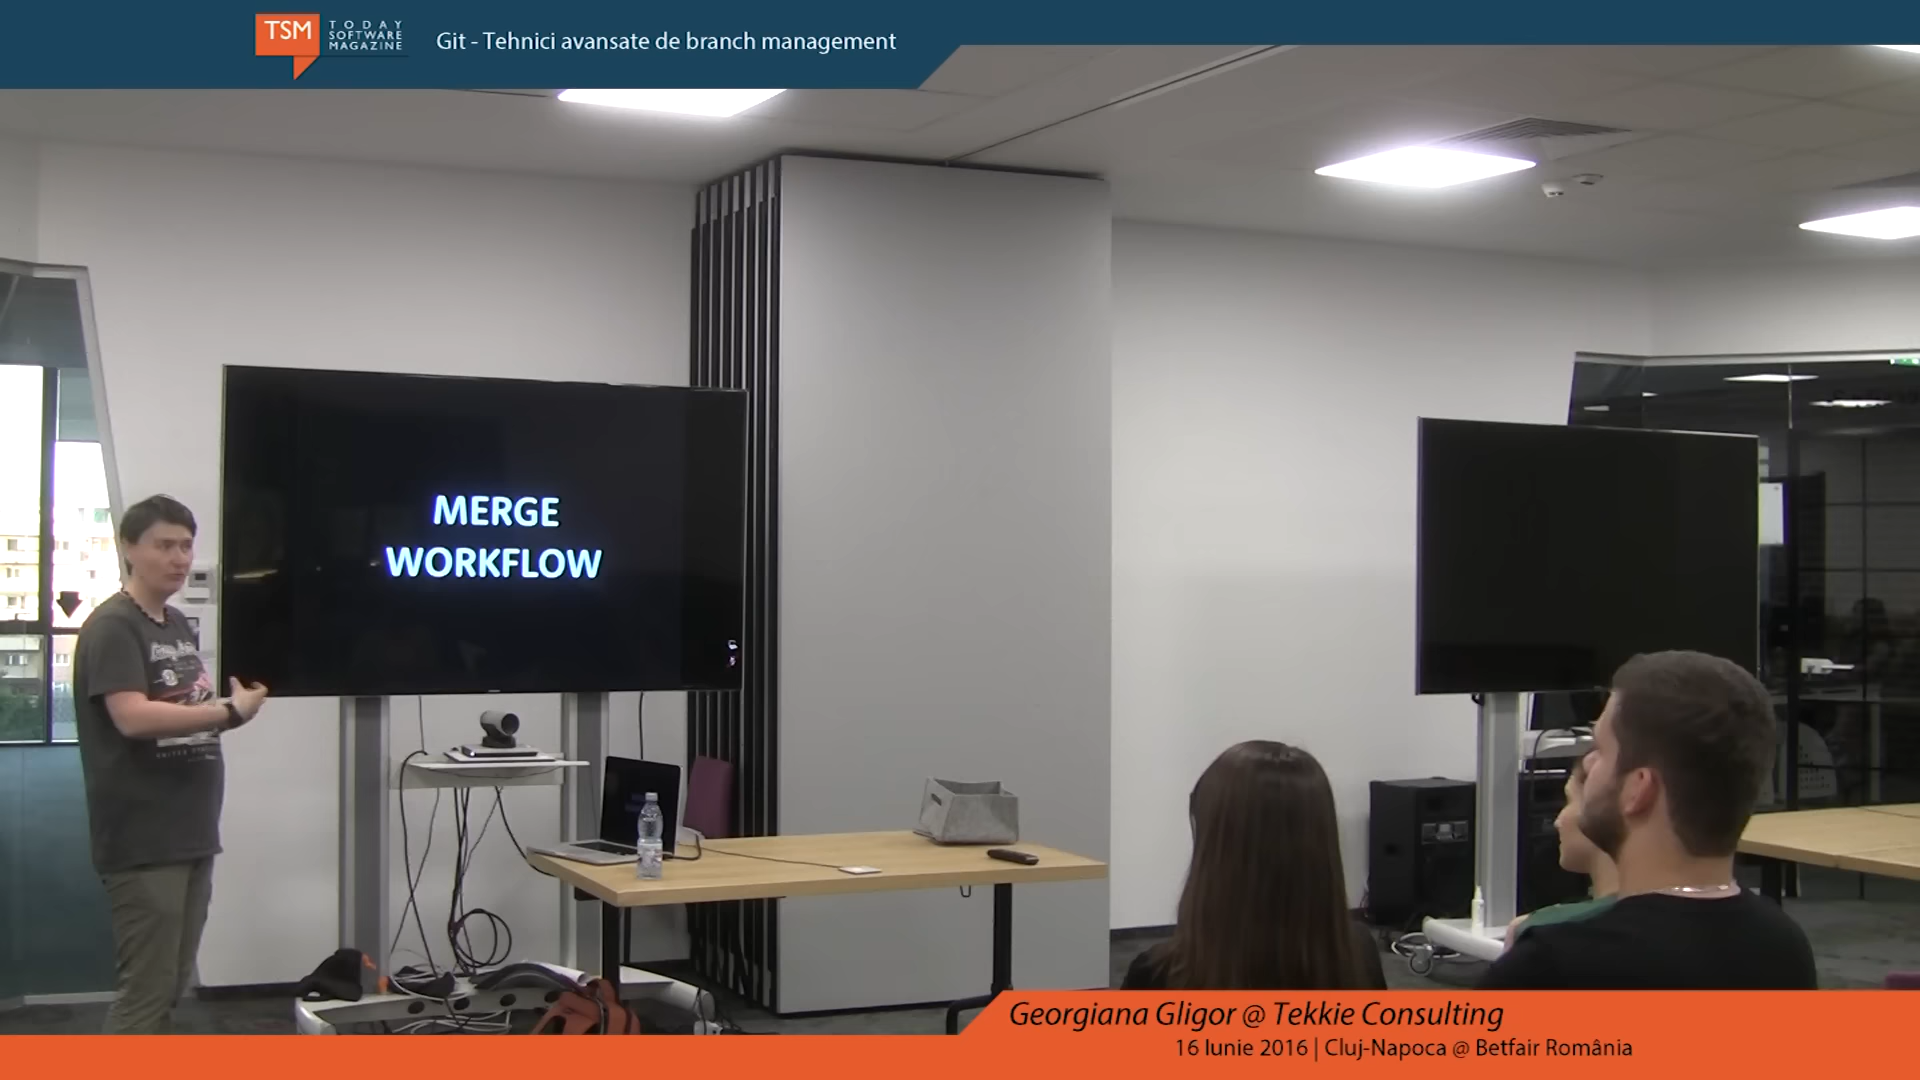 TSM
TODAY
SOFTWARE
MAGAZINE
Git - Tehnici avansate de branch management
MERGE
WORKFLOW
Georgiana Gligor @ Tekkie Consulting
16 Iunie 2016 | Cluj-Napoca @ Betfair România